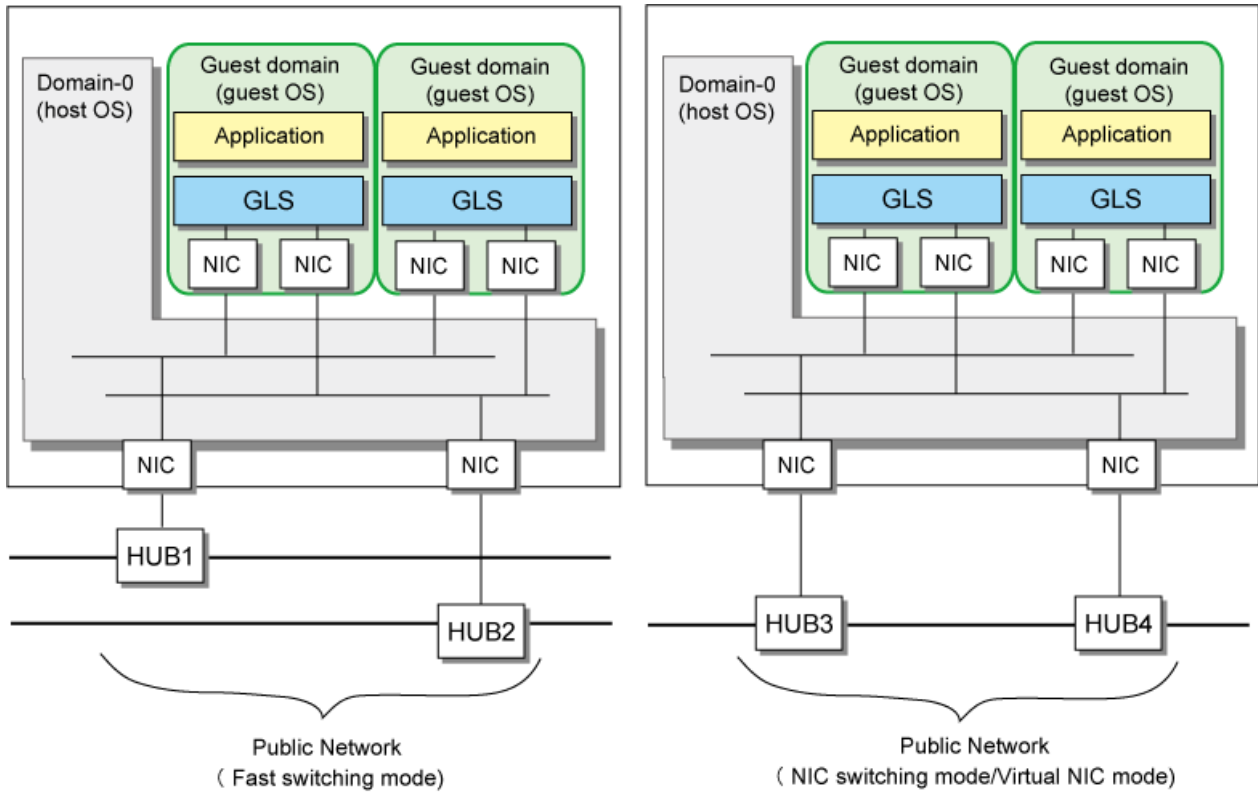 Domain-0
(host OS)
Guest domain
(guest OS)
Guest domain
(guest OS)
Application
Application
GLS
GLS
NIC
NIC
NIC
NIC
NIC
NIC
HUB1
HUB2
Public Network
( Fast switching mode)
Domain-0
(host OS)
Guest domain
(guest OS)
Guest domain
(guest OS)
Application
Application
GLS
GLS
NIC
NIC
NIC
NIC
NIC
NIC
HUB3
HUB4
Public Network
( NIC switching mode/Virtual NIC mode)